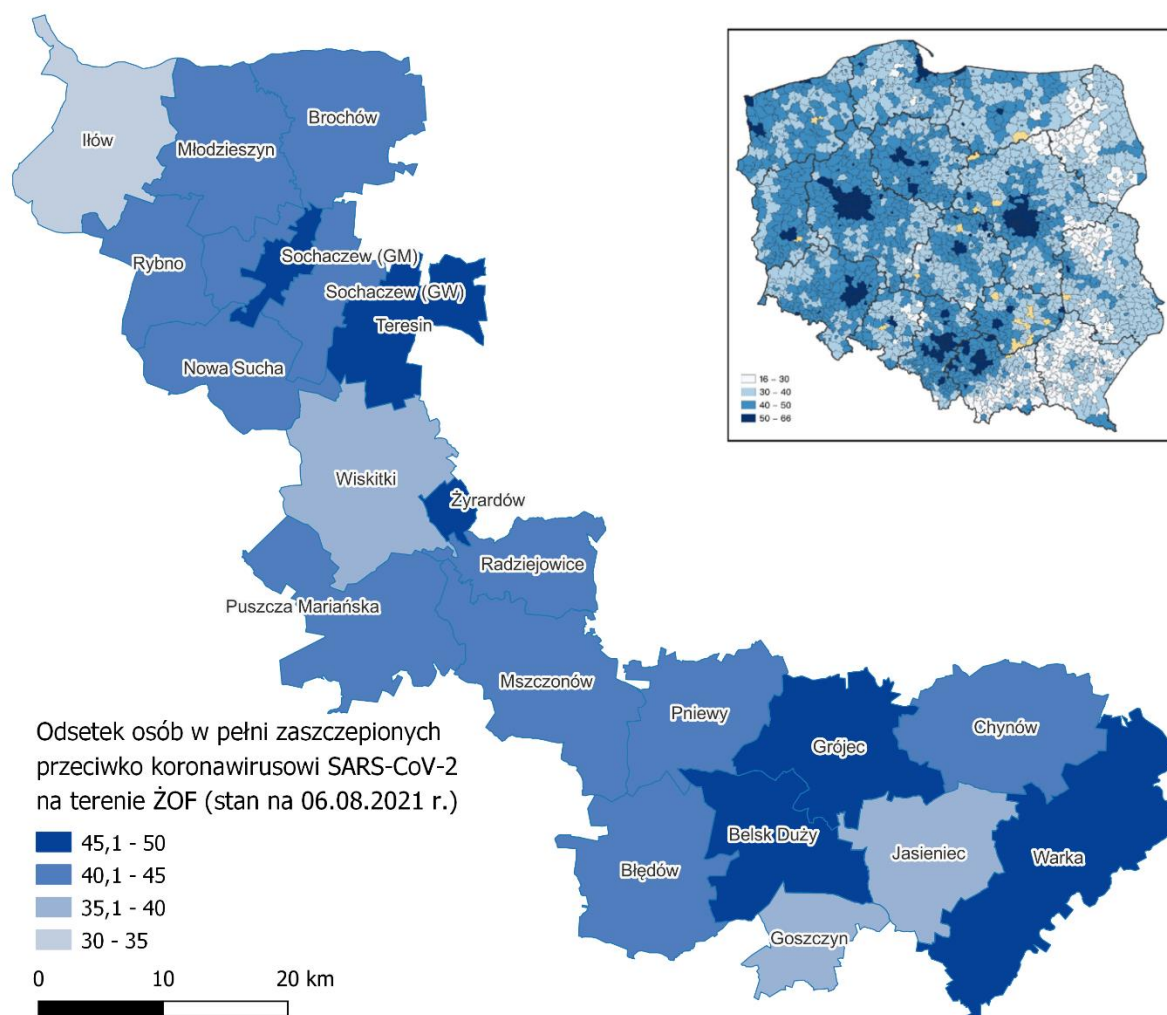 Iłów
Młodzieszyn
Brochów
Rybno
Sochaczew (GM)
Sochaczew (GW)
Teresin
Nowa Sucha
Wiskitki
Żyrardów
Radziejowice
Puszcza Mariańska
Mszczonów
Pniewy
Grójec
Chynów
Belsk Duży
Błędów
Jasieniec
Warka
Goszczyn
16 – 30
30 – 40
40 – 50
50 – 66
Odsetek osób w pełni zaszczepionych
przeciwko koronawirusowi SARS-CoV-2
na terenie ŻOF (stan na 06.08.2021 r.)
45,1 - 50
40,1 - 45
35,1 - 40
30 - 35
0 10 20 km